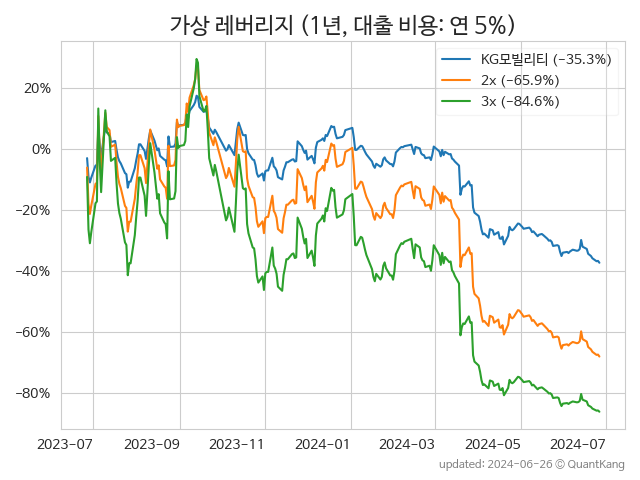 가상 레버리지 (1년, 대출 비용: 연 5%)
KG모빌리티 (−35.3%)
2x (−65.9%)
3x (−84.6%)
20%
0%
−20%
−40%
−60%
−80%
2023-07 2023-09 2023-11 2024-01 2024-03 2024-05 2024-07
updated: 2024-06-26 © QuantKang